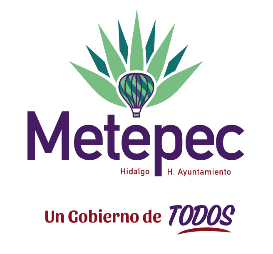 Metepec
Hidalgo H. Ayuntamiento
Un Gobierno de TODOS